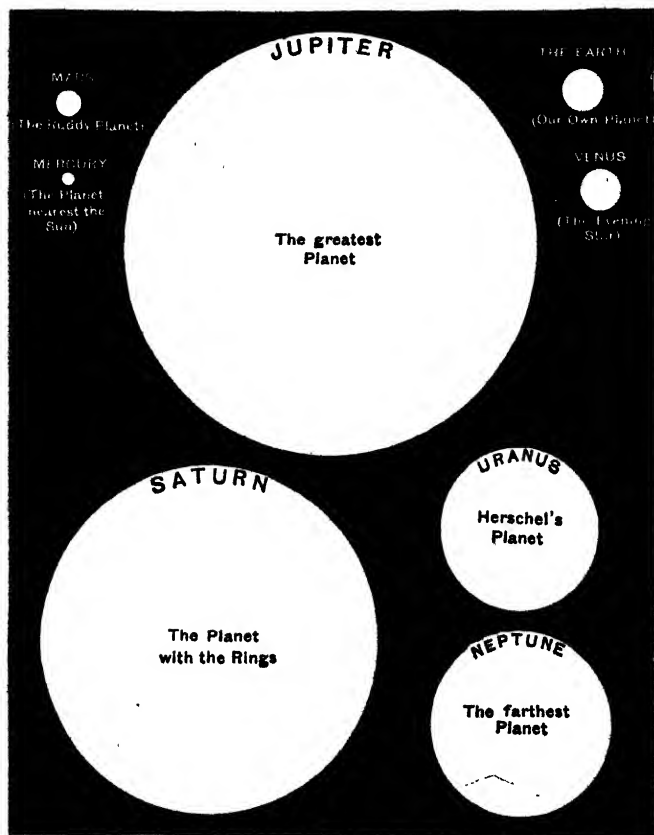 JUPITER
The greatest
Planet
MARS
(The Ruddy Planet)
MERCURY
(The Planet
nearest the
Sun)
THE EARTH
(Our Own Planet)
VENUS
(The Evening
Star)
SATURN
The Planet
with the Rings
URANUS
Herschel's
Planet
NEPTUNE
The farthest
Planet